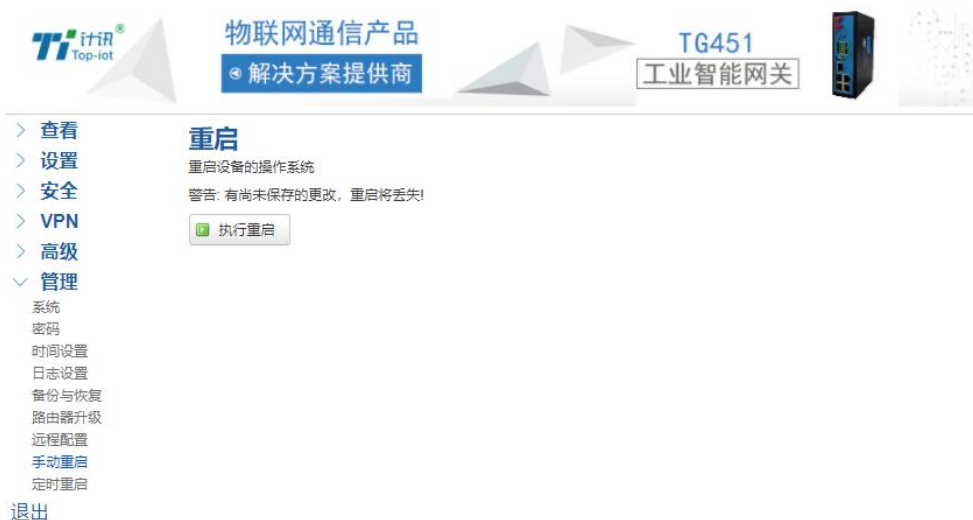 计讯®
Top-iot
物联网通信产品
解决方案提供商
TG451
工业智能网关
查看
设置
安全
VPN
高级
管理
系统
密码
时间设置
日志设置
备份与恢复
路由器升级
远程配置
手动重启
定时重启
退出
重启
重启设备的操作系统
警告: 有尚未保存的更改，重启将丢失!
执行重启